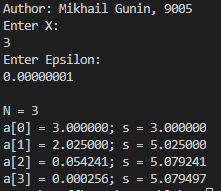 Author: Mikhail Gunin, 9005
Enter X:
3
Enter Epsilon:
0.00000001
N = 3
a[0] = 3.000000; s = 3.000000
a[1] = 2.025000; s = 5.025000
a[2] = 0.054241; s = 5.079241
a[3] = 0.000256; s = 5.079497